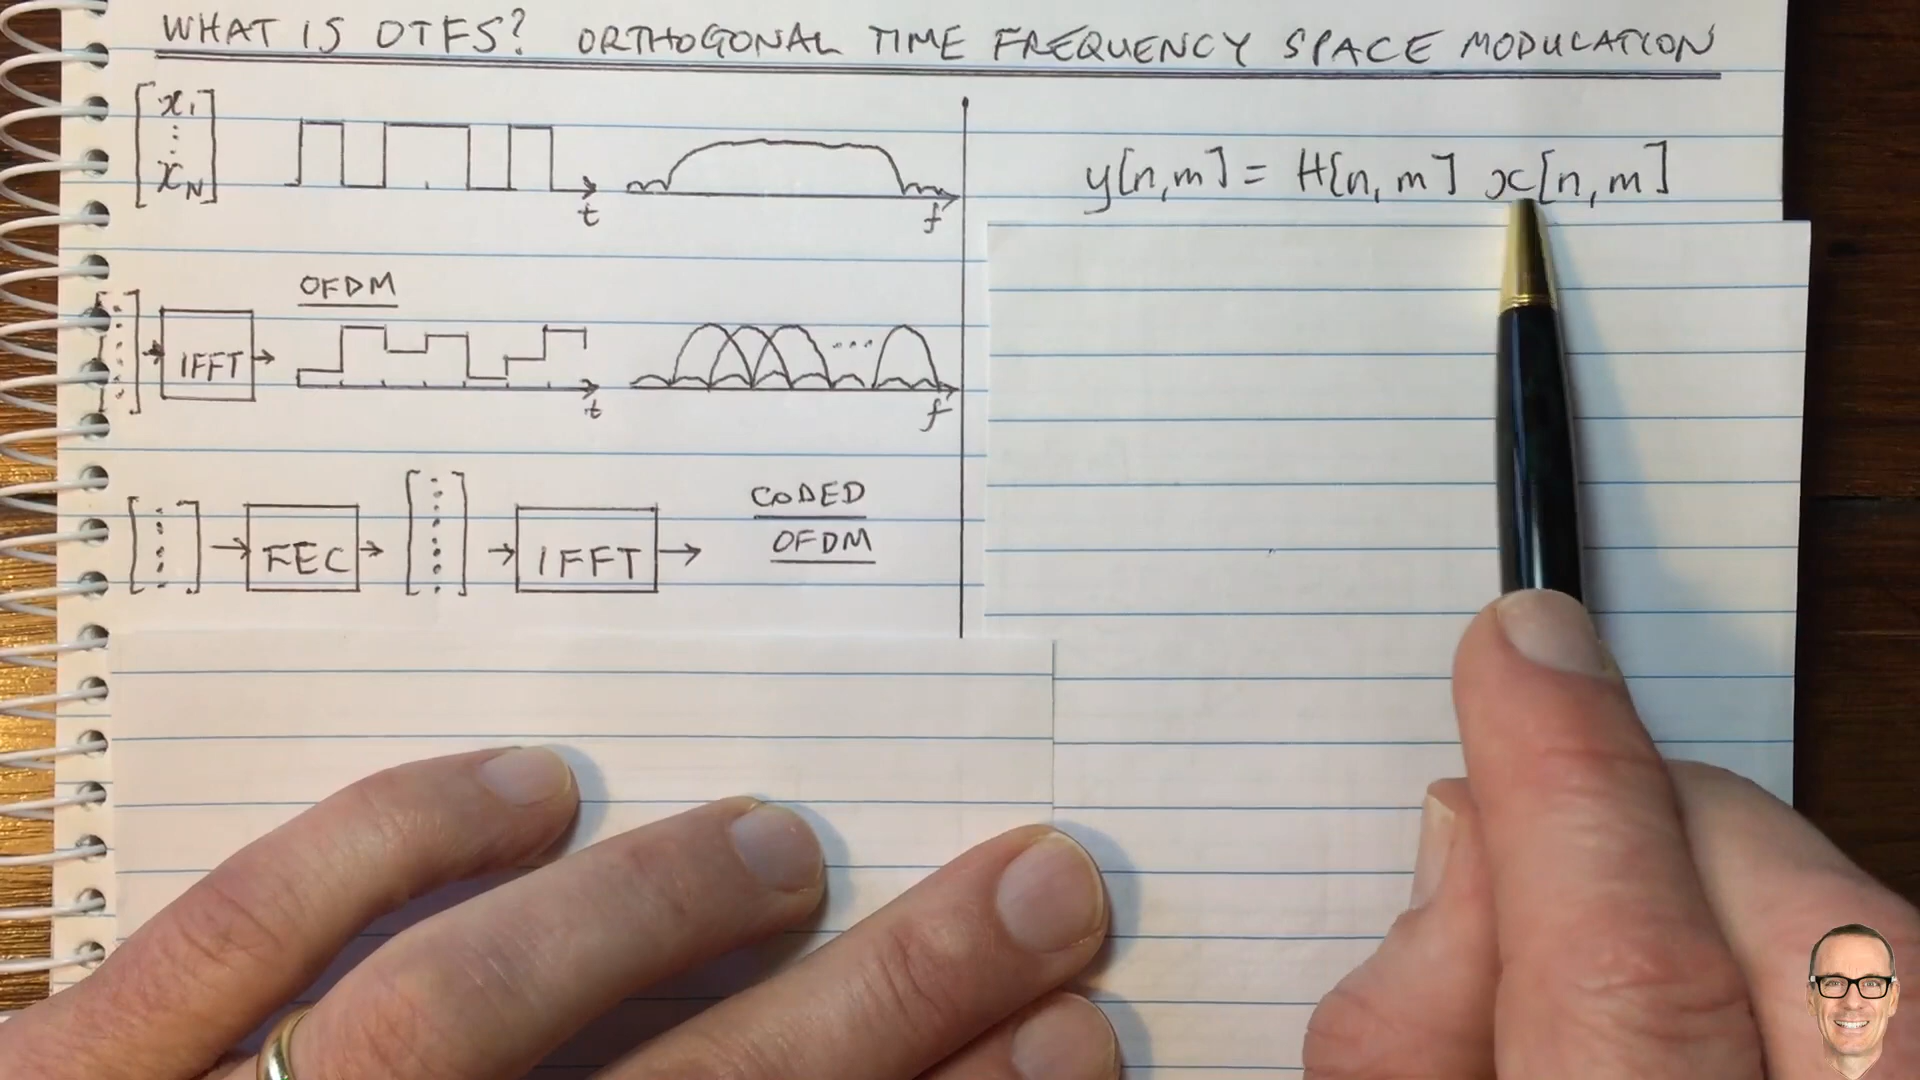 WHAT IS OTFS? ORTHOGONAL TIME FREQUENCY SPACE MODULATION
x1
⋮
xN
t
f
OFDM
IFFT
t
...
f
FEC
IFFT
CODED
OFDM
y[n,m] = H[n,m] x[n,m]